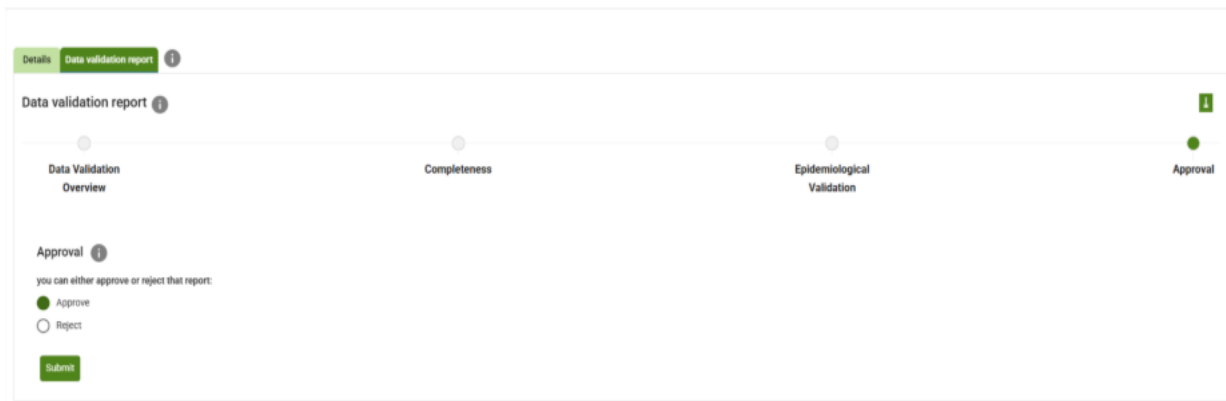 Details Data validation report
Data validation report
Data Validation Overview
Completeness
Epidemiological Validation
Approval
Approval
you can either approve or reject that report:
Approve
Reject
Submit